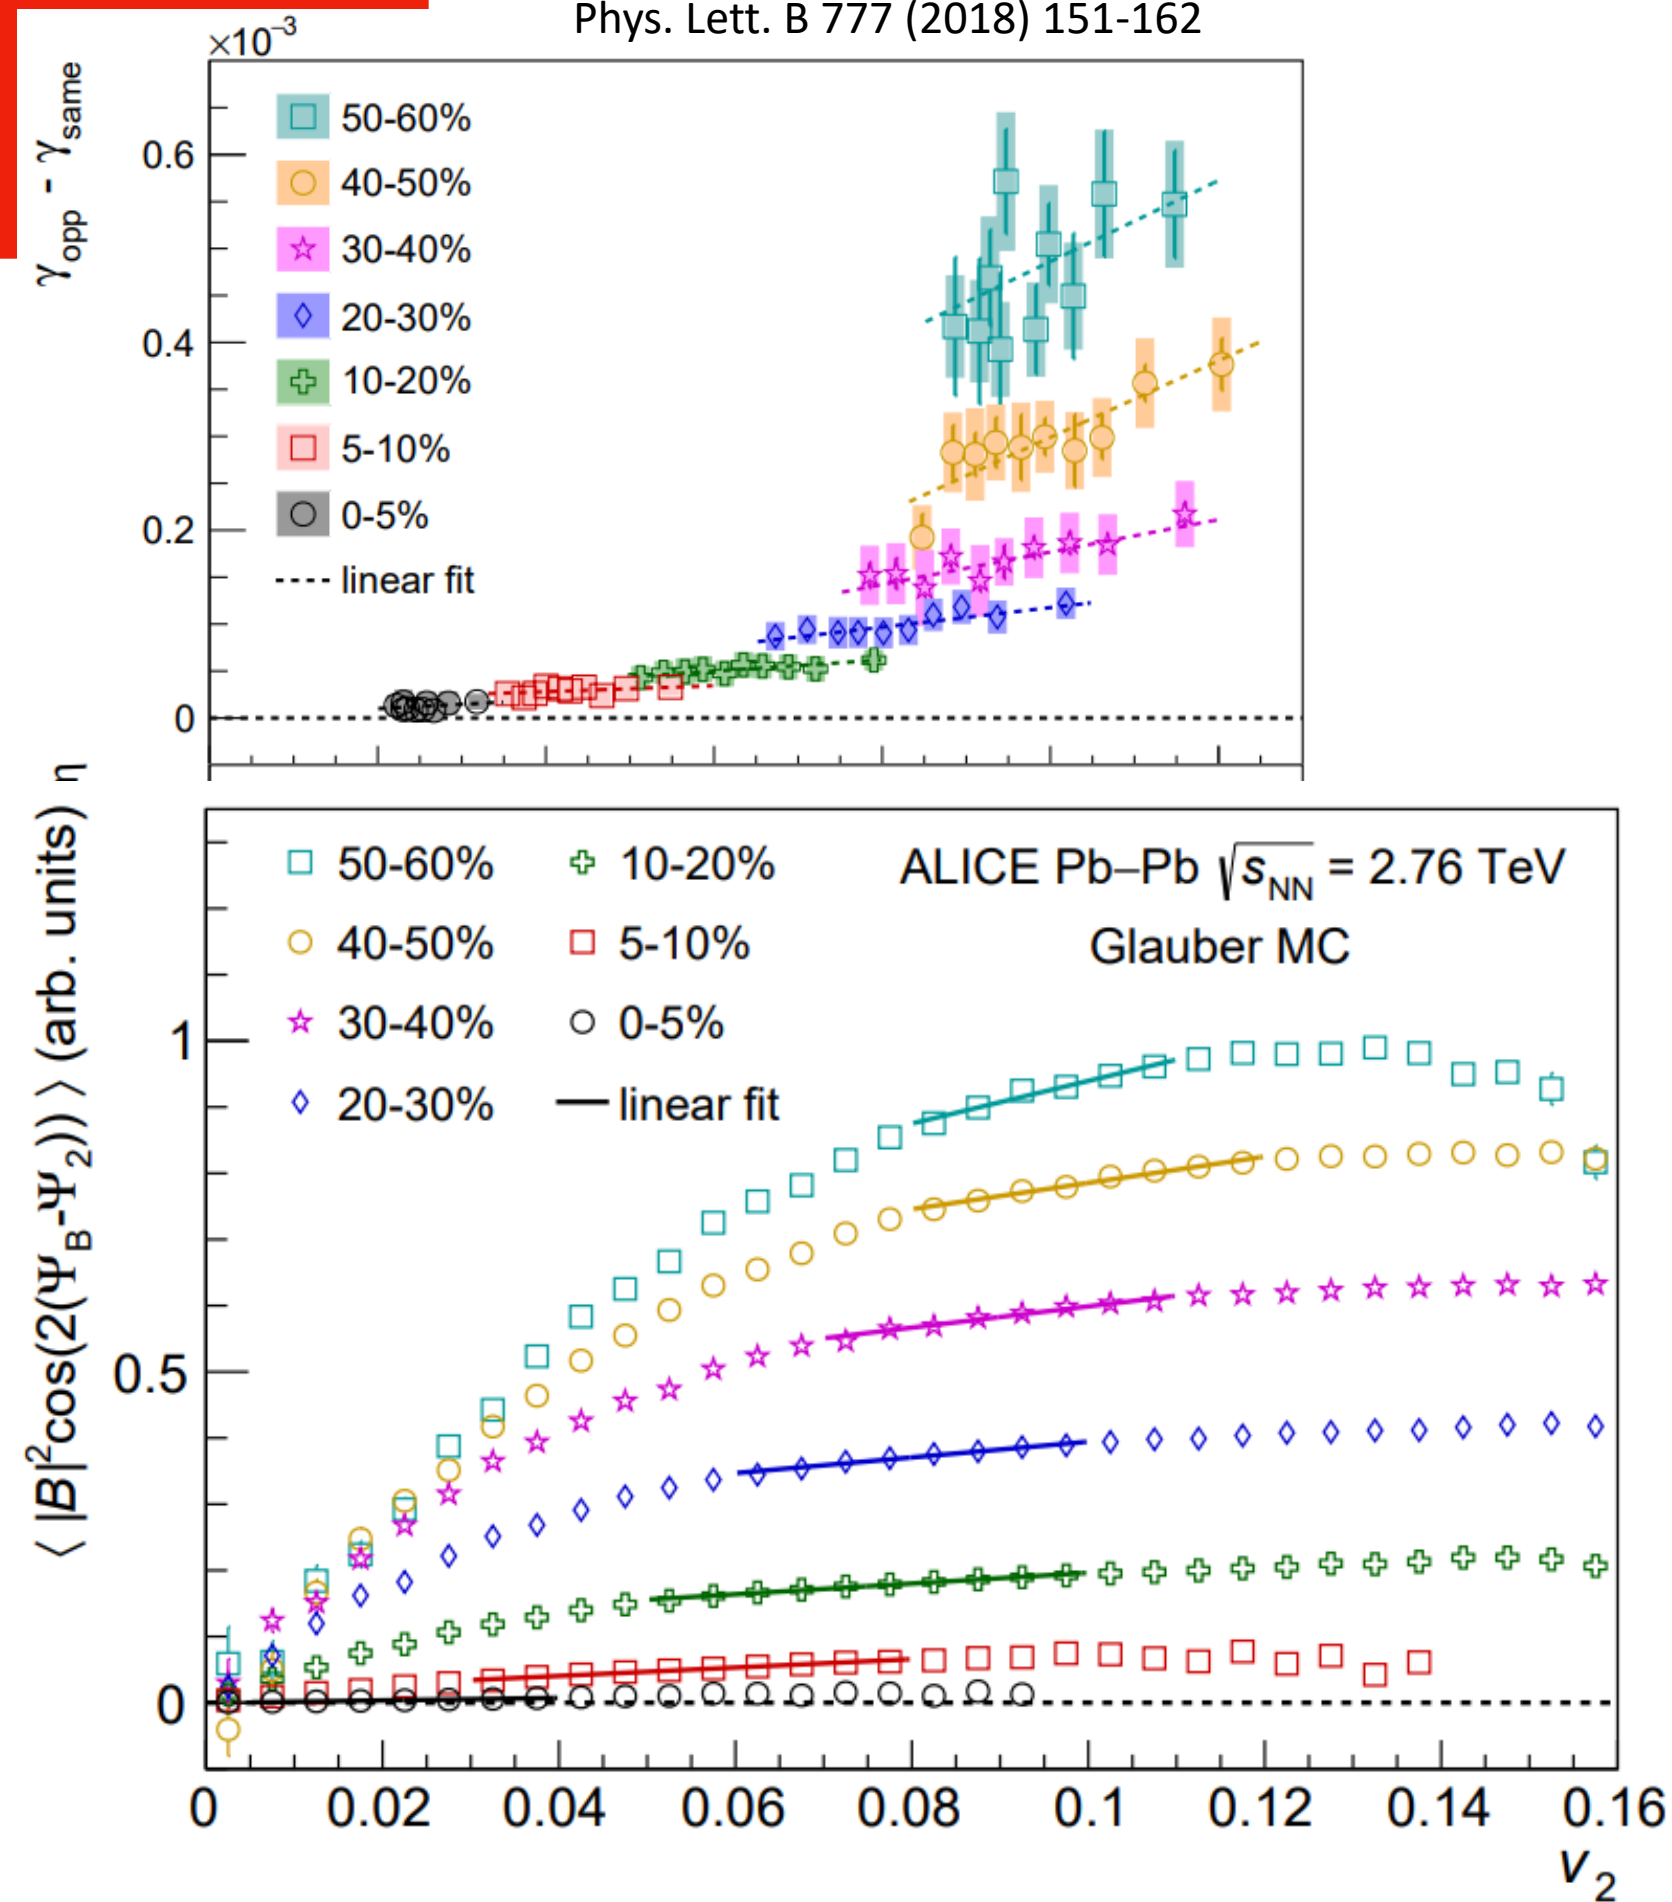 Phys. Lett. B 777 (2018) 151-162
×10⁻³
γopp - γsame
50-60%
40-50%
30-40%
20-30%
10-20%
5-10%
0-5%
linear fit
0.6
0.4
0.2
0
η
⟨ |B|²cos(2(Ψ_B-Ψ_2)) ⟩ (arb. units)
50-60%
40-50%
30-40%
20-30%
10-20%
5-10%
0-5%
linear fit
ALICE Pb–Pb √s_NN = 2.76 TeV
Glauber MC
1
0.5
0
0 0.02 0.04 0.06 0.08 0.1 0.12 0.14 0.16
v_2